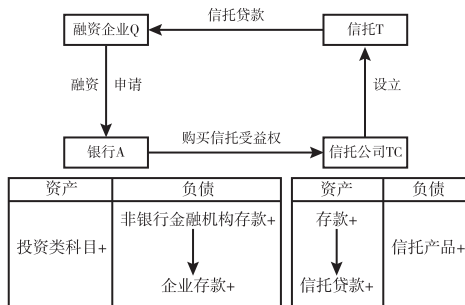 信托贷款
融资企业Q
信托T
融资
申请
设立
购买信托受益权
银行A
信托公司TC
资产
负债
资产
负债
非银行金融机构存款+
存款+
投资类科目+
信托产品+
企业存款+
信托贷款+